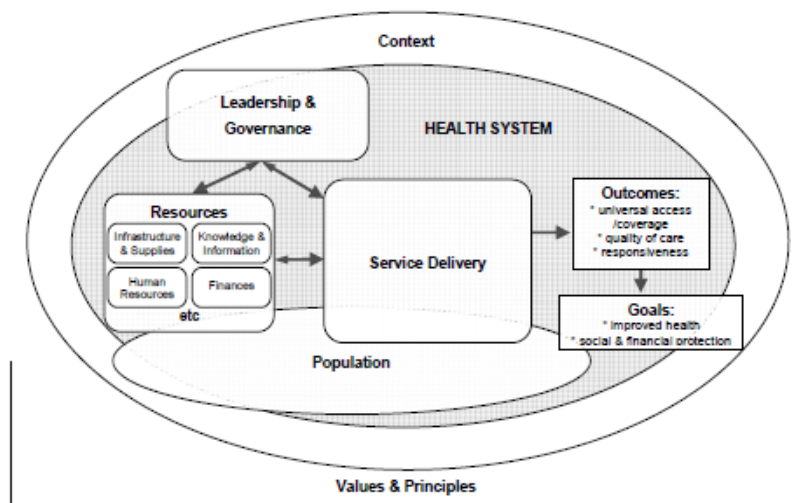 Context
Leadership &
Governance
HEALTH SYSTEM
Resources
Infrastructure
& Supplies
Knowledge &
Information
Human
Resources
Finances
etc
Service Delivery
Outcomes:
* universal access
/coverage
* quality of care
* responsiveness
Goals:
* improved health
* social & financial protection
Population
Values & Principles